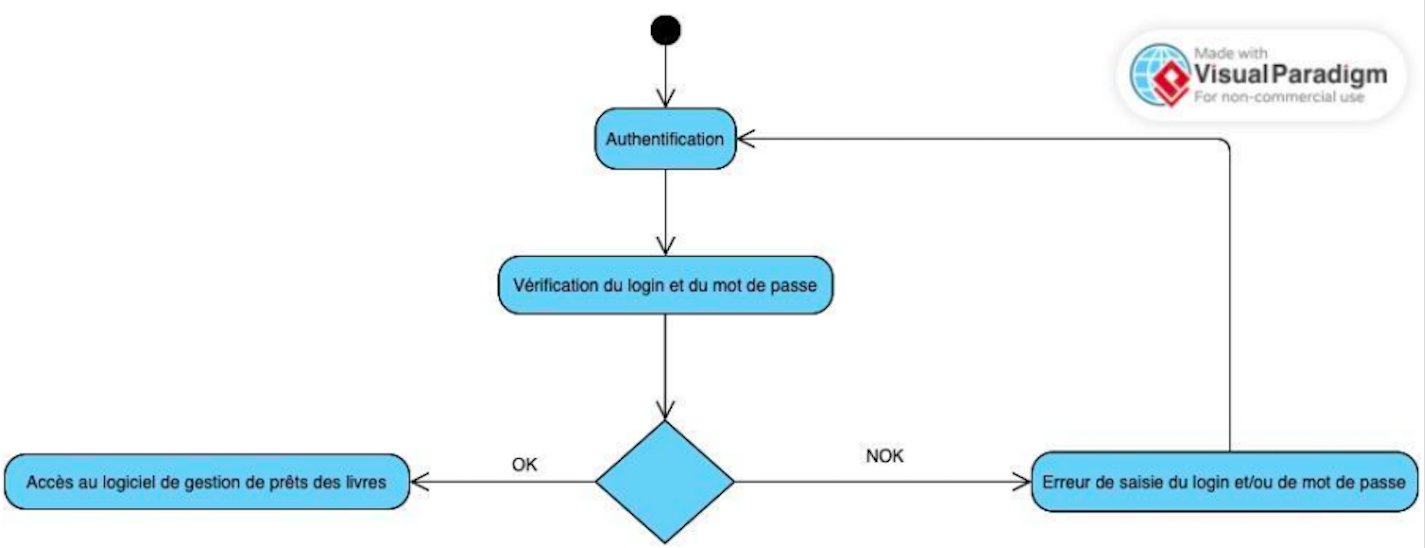 Made with
Visual Paradigm
For non-commercial use
Authentification
Vérification du login et du mot de passe
OK
NOK
Accès au logiciel de gestion de prêts des livres
Erreur de saisie du login et/ou de mot de passe